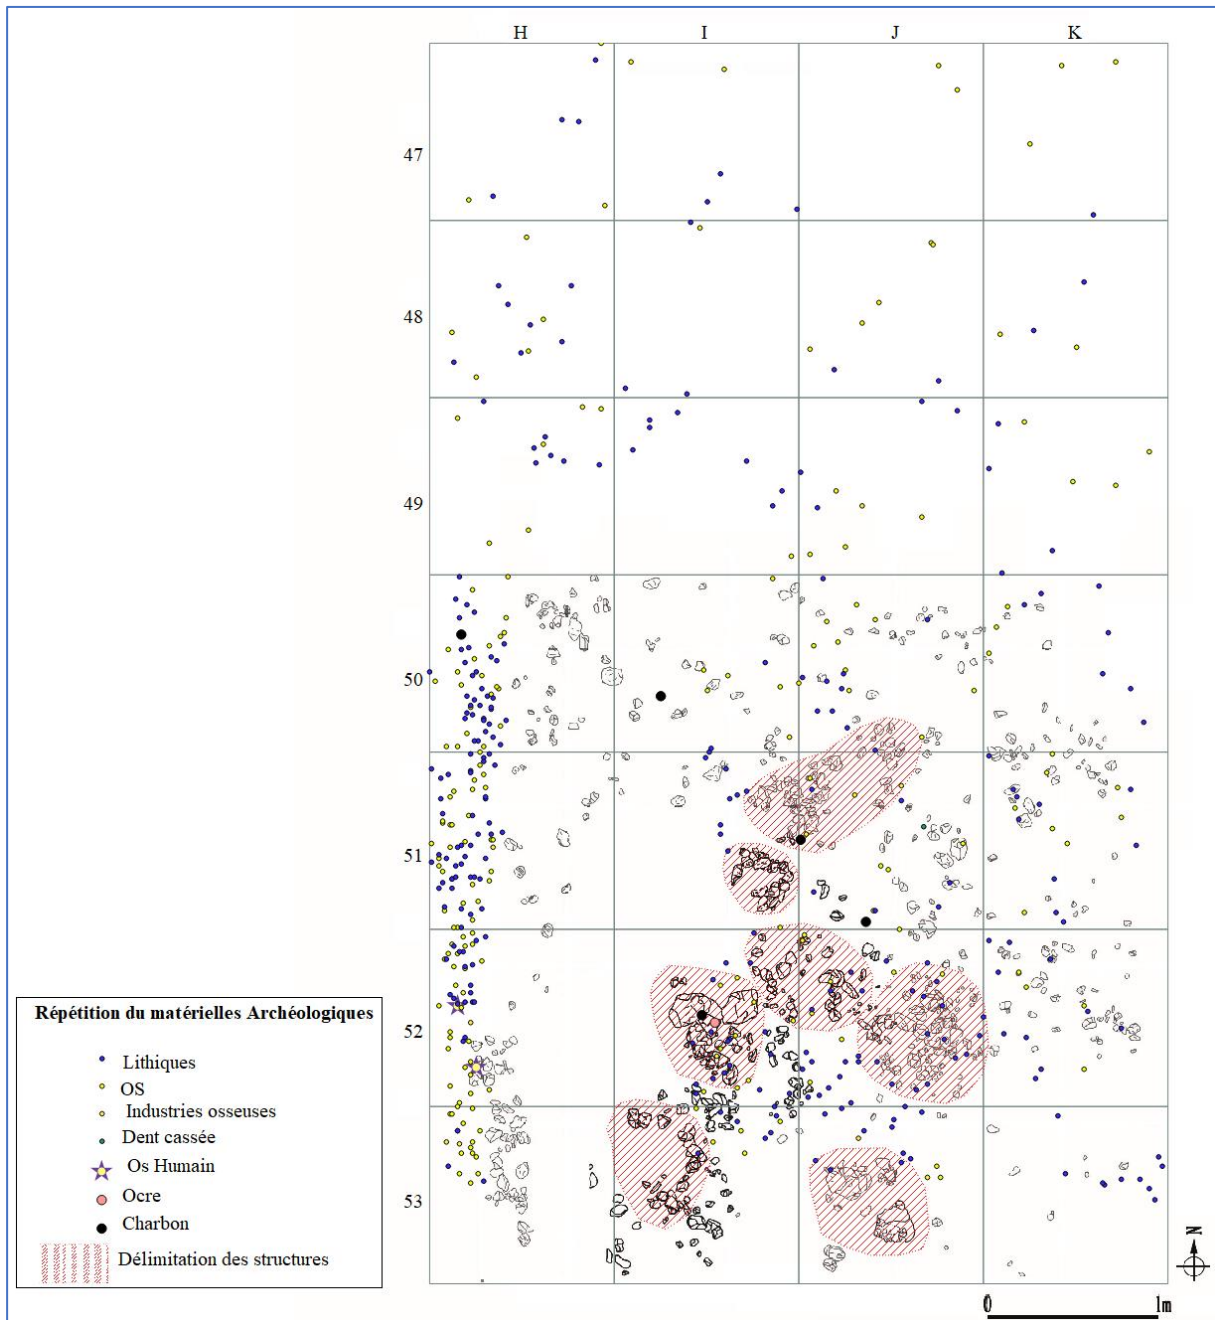 H I J K
47
48
49
50
51
52
53
Répétition du matérielles Archéologiques
Lithiques
OS
Industries osseuses
Dent cassée
Os Humain
Ocre
Charbon
Délimitation des structures
N
0 1m